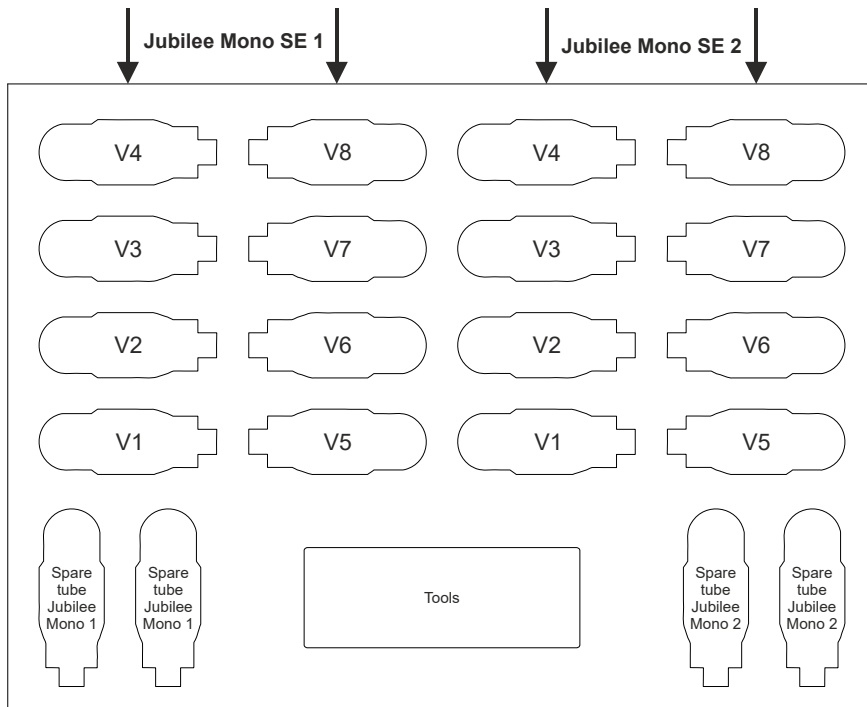 Jubilee Mono SE 1
Jubilee Mono SE 2
V4
V8
V4
V8
V3
V7
V3
V7
V2
V6
V2
V6
V1
V5
V1
V5
Spare
tube
Jubilee
Mono 1
Spare
tube
Jubilee
Mono 1
Tools
Spare
tube
Jubilee
Mono 2
Spare
tube
Jubilee
Mono 2